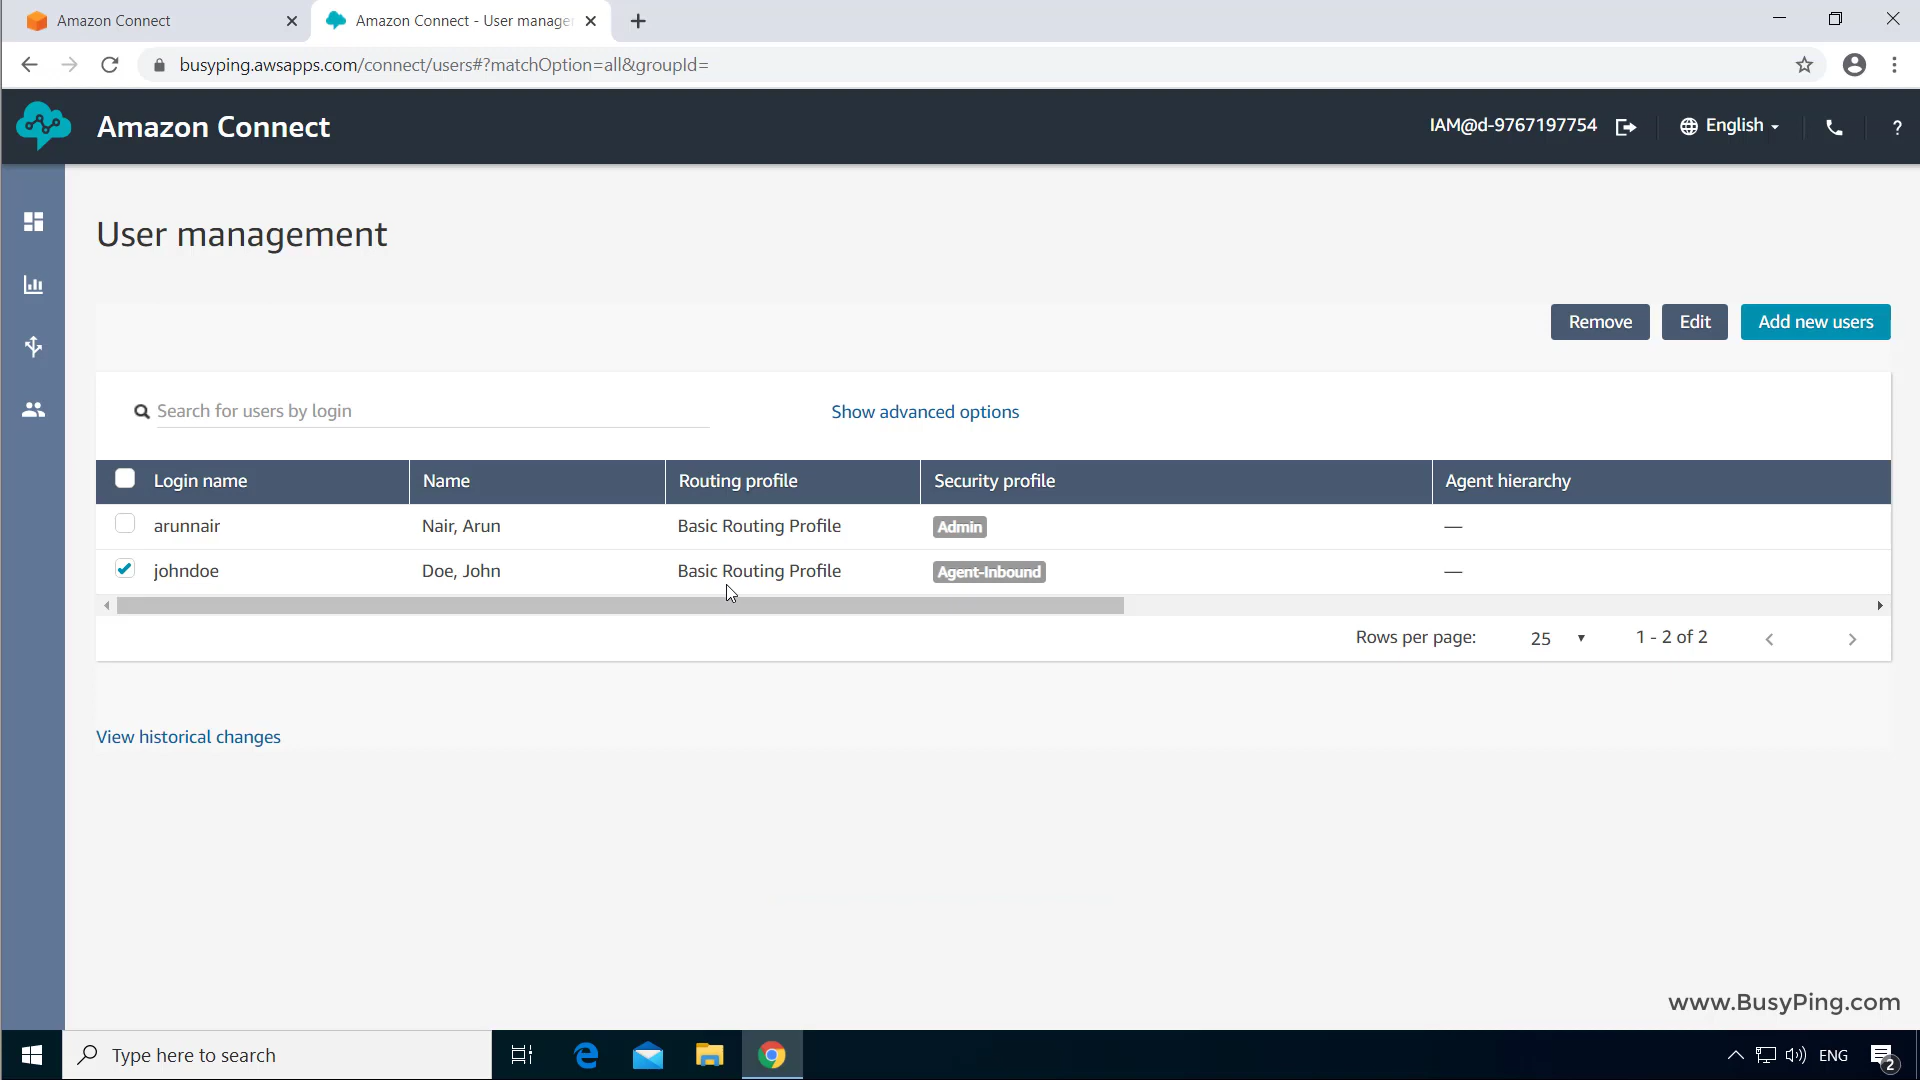 Amazon Connect
Amazon Connect - User manage
busyping.awsapps.com/connect/users#?matchOption=all&groupId=
Amazon Connect
IAM@d-9767197754
English
?
User management
Remove
Edit
Add new users
Search for users by login
Show advanced options
Login name
Name
Routing profile
Security profile
Agent hierarchy
arunnair
Nair, Arun
Basic Routing Profile
Admin
—
johndoe
Doe, John
Basic Routing Profile
Agent-Inbound
—
Rows per page:
25
1 - 2 of 2
View historical changes
www.BusyPing.com
Type here to search
ENG
2